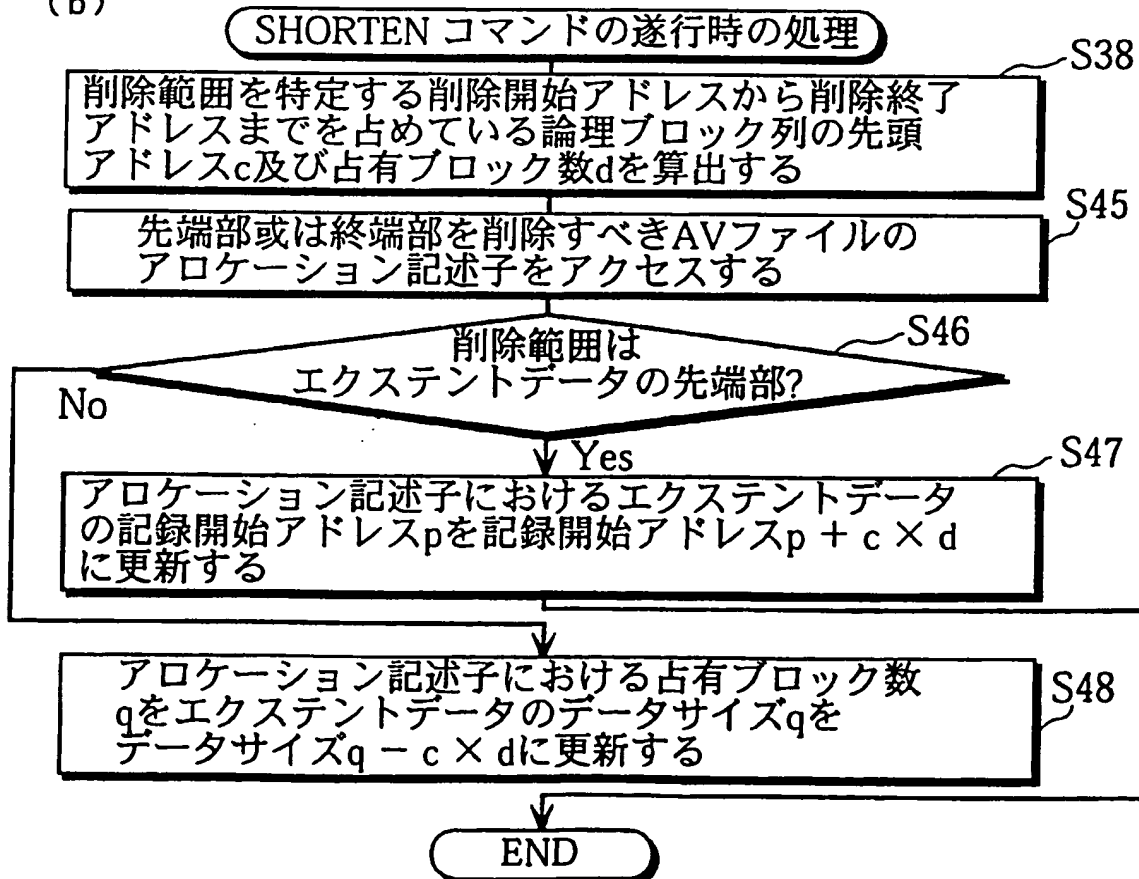 (b)
SHORTEN コマンドの遂行時の処理
S38
削除範囲を特定する削除開始アドレスから削除終了
アドレスまでを占めている論理ブロック列の先頭
アドレスc及び占有ブロック数dを算出する
S45
先端部或は終端部を削除すべきAVファイルの
アロケーション記述子をアクセスする
S46
削除範囲は
エクステントデータの先端部?
No
Yes
S47
アロケーション記述子におけるエクステントデータ
の記録開始アドレスpを記録開始アドレスp + c × d
に更新する
S48
アロケーション記述子における占有ブロック数
qをエクステントデータのデータサイズqを
データサイズq − c × dに更新する
END